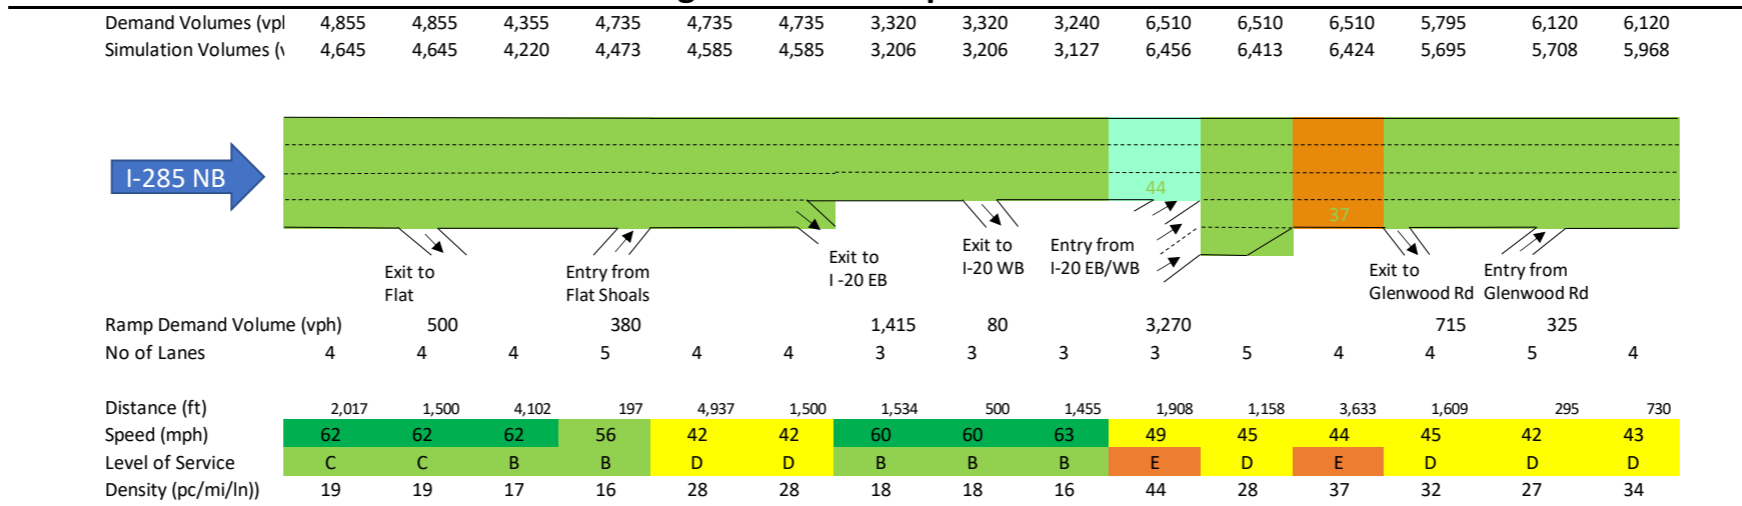 Demand Volumes (vpl 4,855 4,855 4,355 4,735 4,735 4,735 3,320 3,320 3,240 6,510 6,510 6,510 5,795 6,120 6,120
Simulation Volumes (v 4,645 4,645 4,220 4,473 4,585 4,585 3,206 3,206 3,127 6,456 6,413 6,424 5,695 5,708 5,968
I-285 NB
44
37
Exit to
Flat
Entry from
Flat Shoals
Exit to
I -20 EB
Exit to
I-20 WB
Entry from
I-20 EB/WB
Exit to
Glenwood Rd
Entry from
Glenwood Rd
Ramp Demand Volume (vph) 500 380 1,415 80 3,270 715 325
No of Lanes 4 4 4 5 4 4 3 3 3 3 5 4 4 5 4
Distance (ft) 2,017 1,500 4,102 197 4,937 1,500 1,534 500 1,455 1,908 1,158 3,633 1,609 295 730
Speed (mph) 62 62 62 56 42 42 60 60 63 49 45 44 45 42 43
Level of Service C C B B D D B B B E D E D D D
Density (pc/mi/ln)) 19 19 17 16 28 28 18 18 16 44 28 37 32 27 34